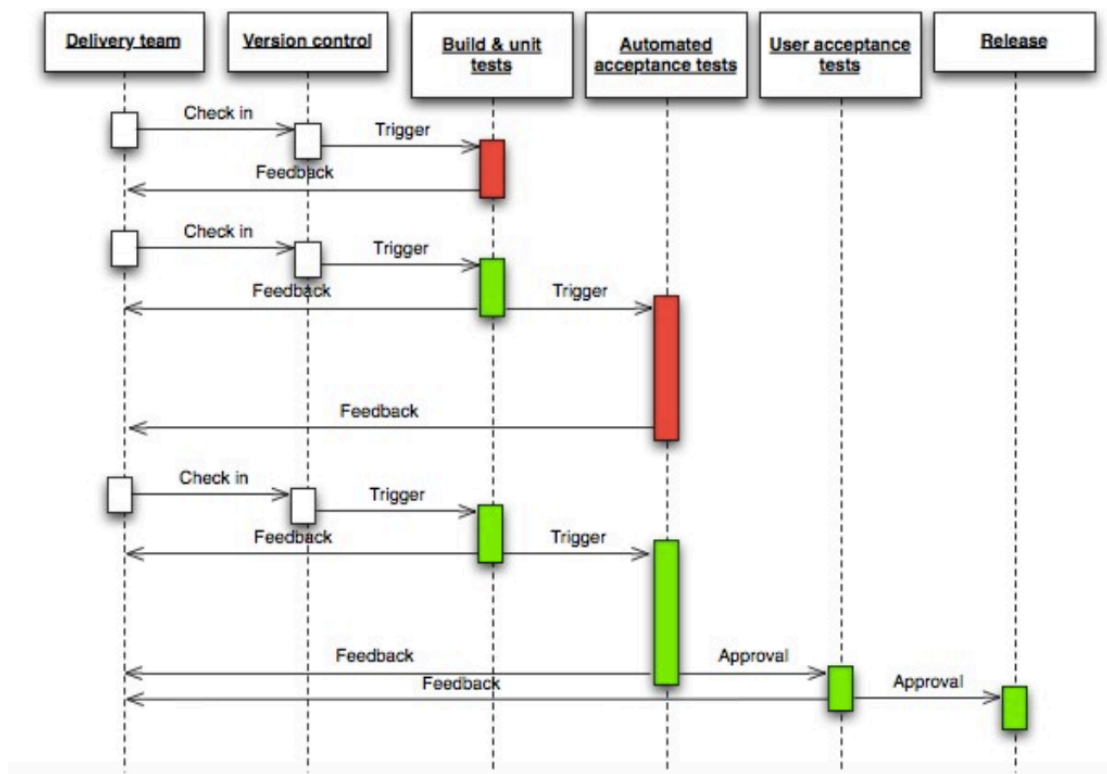 Delivery team
Version control
Build & unit
tests
Automated
acceptance tests
User acceptance
tests
Release
Check in
Trigger
Feedback
Check in
Trigger
Feedback
Trigger
Feedback
Check in
Trigger
Feedback
Trigger
Feedback
Approval
Feedback
Approval